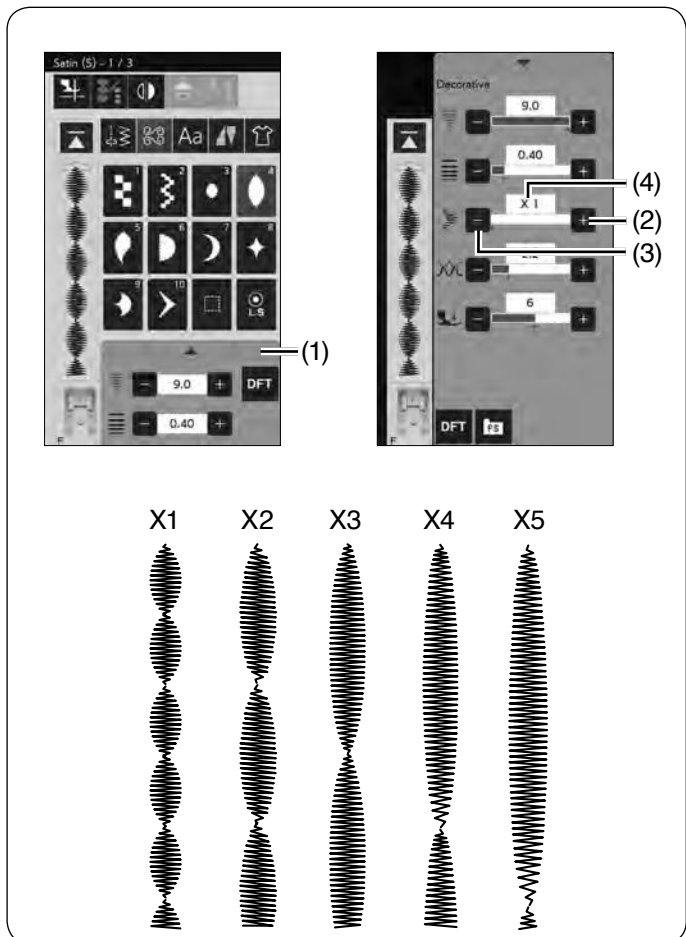 Satin (S) - 1 / 3
Aa
1 2 3 4
5 6 7 8
9 10
L.S
(1)
- 9.0 + DFT
- 0.40 +
F
Decorative
9.0
- +
0.40
- +
(4)
X 1
- + (2)
(3)
- +
6
- +
DFT FS
F
X1 X2 X3 X4 X5